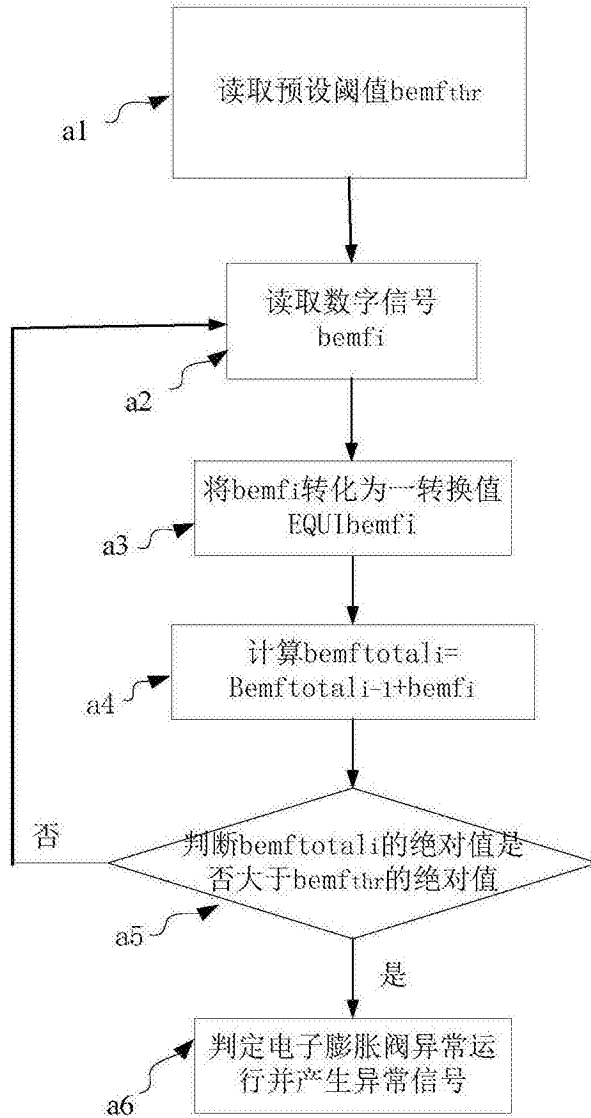 读取预设阈值bemfthr
a1
读取数字信号
bemfi
a2
将bemfi转化为一转换值
EQUIbemfi
a3
计算bemftotali=
Bemftotali-1+bemfi
a4
否
判断bemftotali的绝对值是
否大于bemfthr的绝对值
a5
是
判定电子膨胀阀异常运
行并产生异常信号
a6